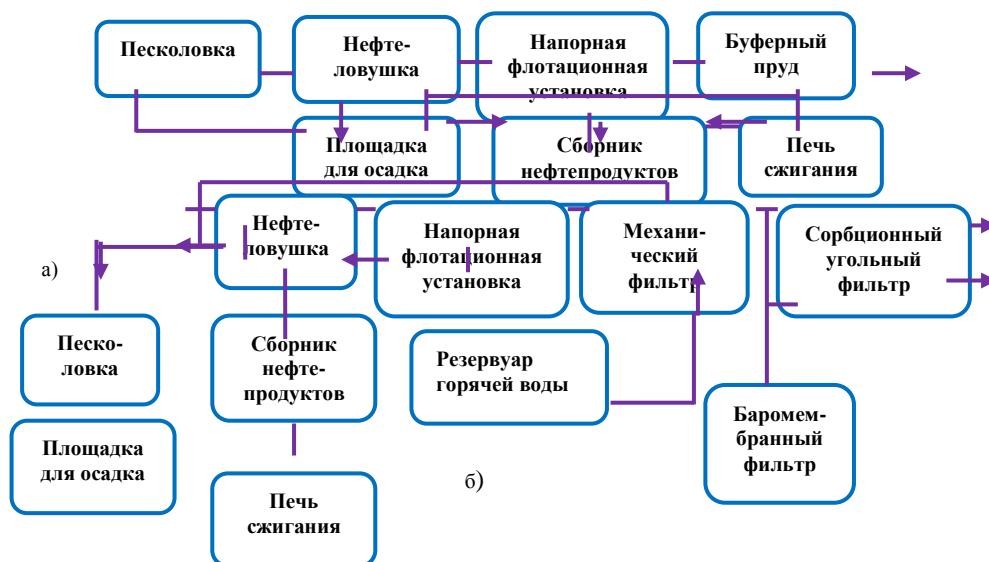 Песколовка
Нефте-
ловушка
Напорная
флотационная
установка
Буферный
пруд
Площадка
для осадка
Сборник
нефтепродуктов
Печь
сжигания
а)
Нефте-
ловушка
Напорная
флотационная
установка
Механи-
ческий
фильтр
Сорбционный
угольный
фильтр
Песко-
ловка
Сборник
нефте-
продуктов
Резервуар
горячей воды
Баромем-
бранный
фильтр
Площадка
для осадка
Печь
сжигания
б)